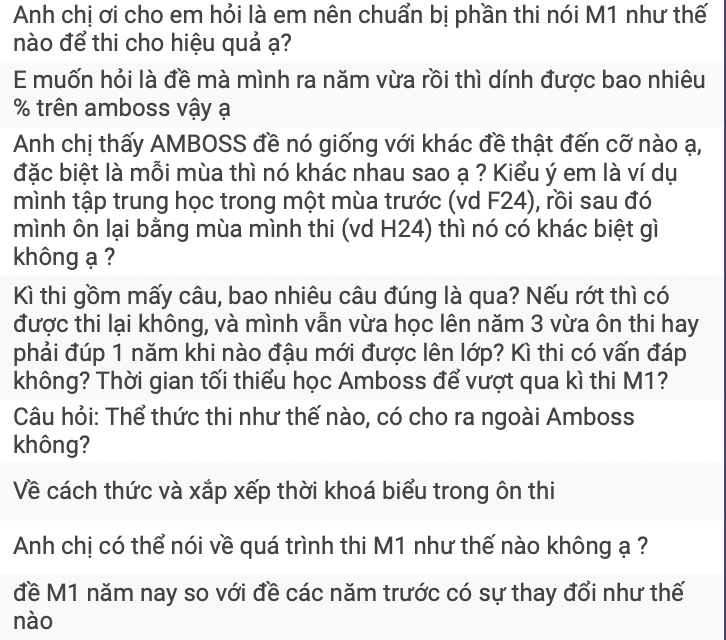 Anh chị ơi cho em hỏi là em nên chuẩn bị phần thi nói M1 như thế
nào để thi cho hiệu quả ạ?
E muốn hỏi là đề mà mình ra năm vừa rồi thì dính được bao nhiêu
% trên amboss vậy ạ
Anh chị thấy AMBOSS đề nó giống với khác đề thật đến cỡ nào ạ,
đặc biệt là mỗi mùa thì nó khác nhau sao ạ ? Kiểu ý em là ví dụ
mình tập trung học trong một mùa trước (vd F24), rồi sau đó
mình ôn lại bằng mùa mình thi (vd H24) thì nó có khác biệt gì
không ạ ?
Kì thi gồm mấy câu, bao nhiêu câu đúng là qua? Nếu rớt thì có
được thi lại không, và mình vẫn vừa học lên năm 3 vừa ôn thi hay
phải đúp 1 năm khi nào đậu mới được lên lớp? Kì thi có vấn đáp
không? Thời gian tối thiểu học Amboss để vượt qua kì thi M1?
Câu hỏi: Thể thức thi như thế nào, có cho ra ngoài Amboss
không?
Về cách thức và xắp xếp thời khoá biểu trong ôn thi
Anh chị có thể nói về quá trình thi M1 như thế nào không ạ ?
đề M1 năm nay so với đề các năm trước có sự thay đổi như thế
nào